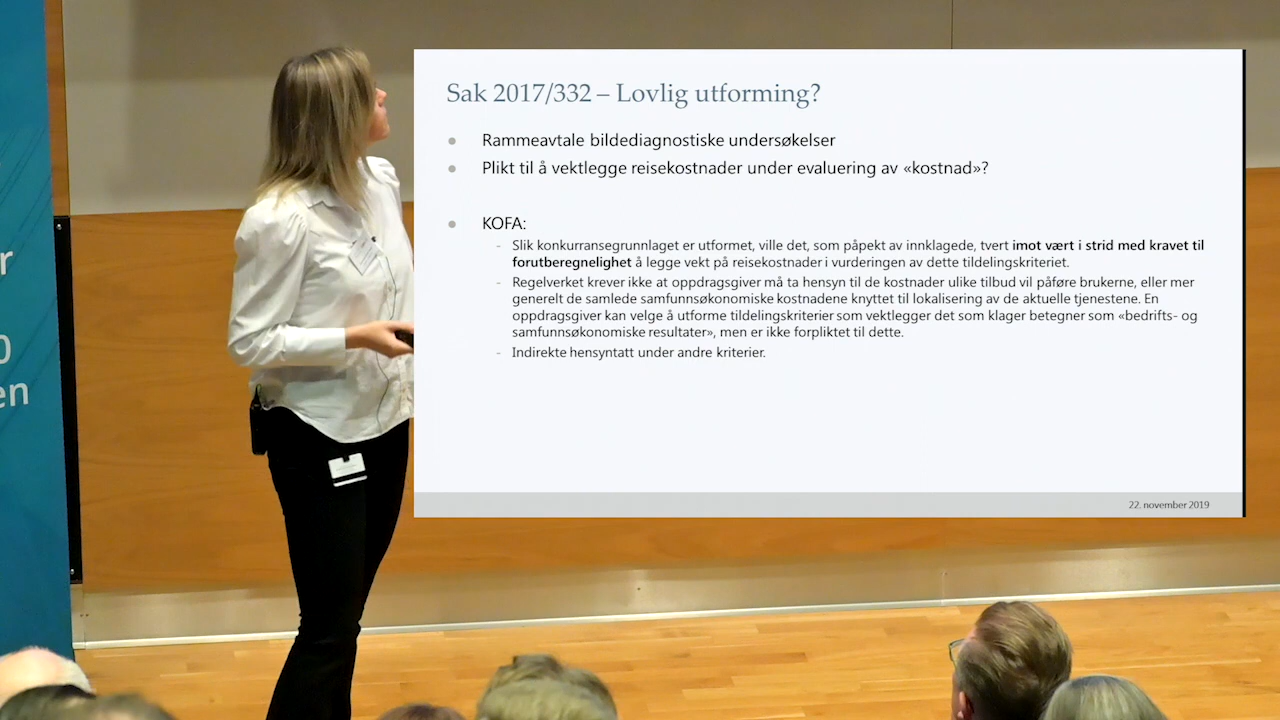 Sak 2017/332 – Lovlig utforming?
Rammeavtale bildediagnostiske undersøkelser
Plikt til å vektlegge reisekostnader under evaluering av «kostnad»?
KOFA:
- Slik konkurransegrunnlaget er utformet, ville det, som påpekt av innklagede, tvert imot vært i strid med kravet til
forutberegnelighet å legge vekt på reisekostnader i vurderingen av dette tildelingskriteriet.
- Regelverket krever ikke at oppdragsgiver må ta hensyn til de kostnader ulike tilbud vil påføre brukerne, eller mer
generelt de samlede samfunnsøkonomiske kostnadene knyttet til lokalisering av de aktuelle tjenestene. En
oppdragsgiver kan velge å utforme tildelingskriterier som vektlegger det som klager betegner som «bedrifts- og
samfunnsøkonomiske resultater», men er ikke forpliktet til dette.
- Indirekte hensyntatt under andre kriterier.
22. november 2019